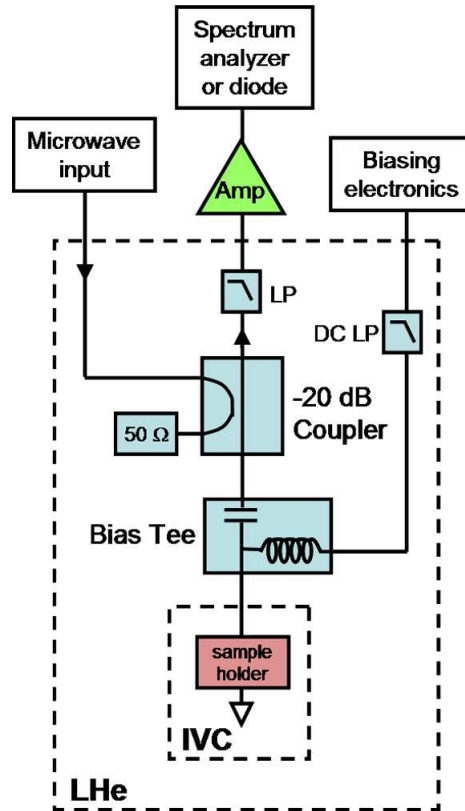 Spectrum
analyzer
or diode
Microwave
input
Amp
Biasing
electronics
LP
DC LP
-20 dB
Coupler
50 Ω
Bias Tee
sample
holder
IVC
LHe